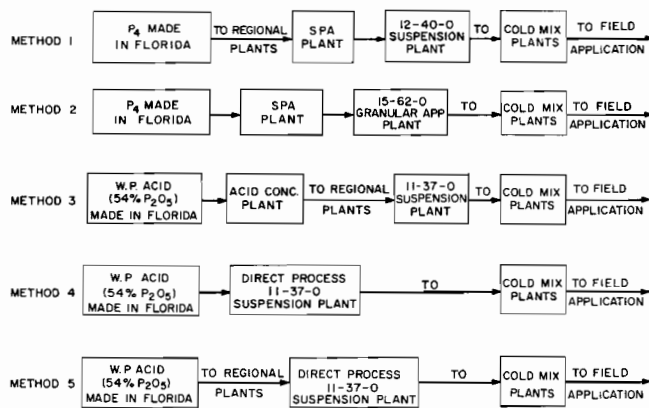 METHOD 1
P4 MADE
IN FLORIDA
TO REGIONAL
PLANTS
SPA
PLANT
12-40-0
SUSPENSION
PLANT
TO
COLD MIX
PLANTS
TO FIELD
APPLICATION
METHOD 2
P4 MADE
IN FLORIDA
SPA
PLANT
15-62-0
GRANULAR APP
PLANT
TO
COLD MIX
PLANTS
TO FIELD
APPLICATION
METHOD 3
W.P. ACID
(54% P2O5)
MADE IN FLORIDA
ACID CONC.
PLANT
TO REGIONAL
PLANTS
11-37-0
SUSPENSION
PLANT
TO
COLD MIX
PLANTS
TO FIELD
APPLICATION
METHOD 4
W.P. ACID
(54% P2O5)
MADE IN FLORIDA
DIRECT PROCESS
11-37-0
SUSPENSION PLANT
TO
COLD MIX
PLANTS
TO FIELD
APPLICATION
METHOD 5
W.P. ACID
(54% P2O5)
MADE IN FLORIDA
TO REGIONAL
PLANTS
DIRECT PROCESS
11-37-0
SUSPENSION PLANT
TO
COLD MIX
PLANTS
TO FIELD
APPLICATION